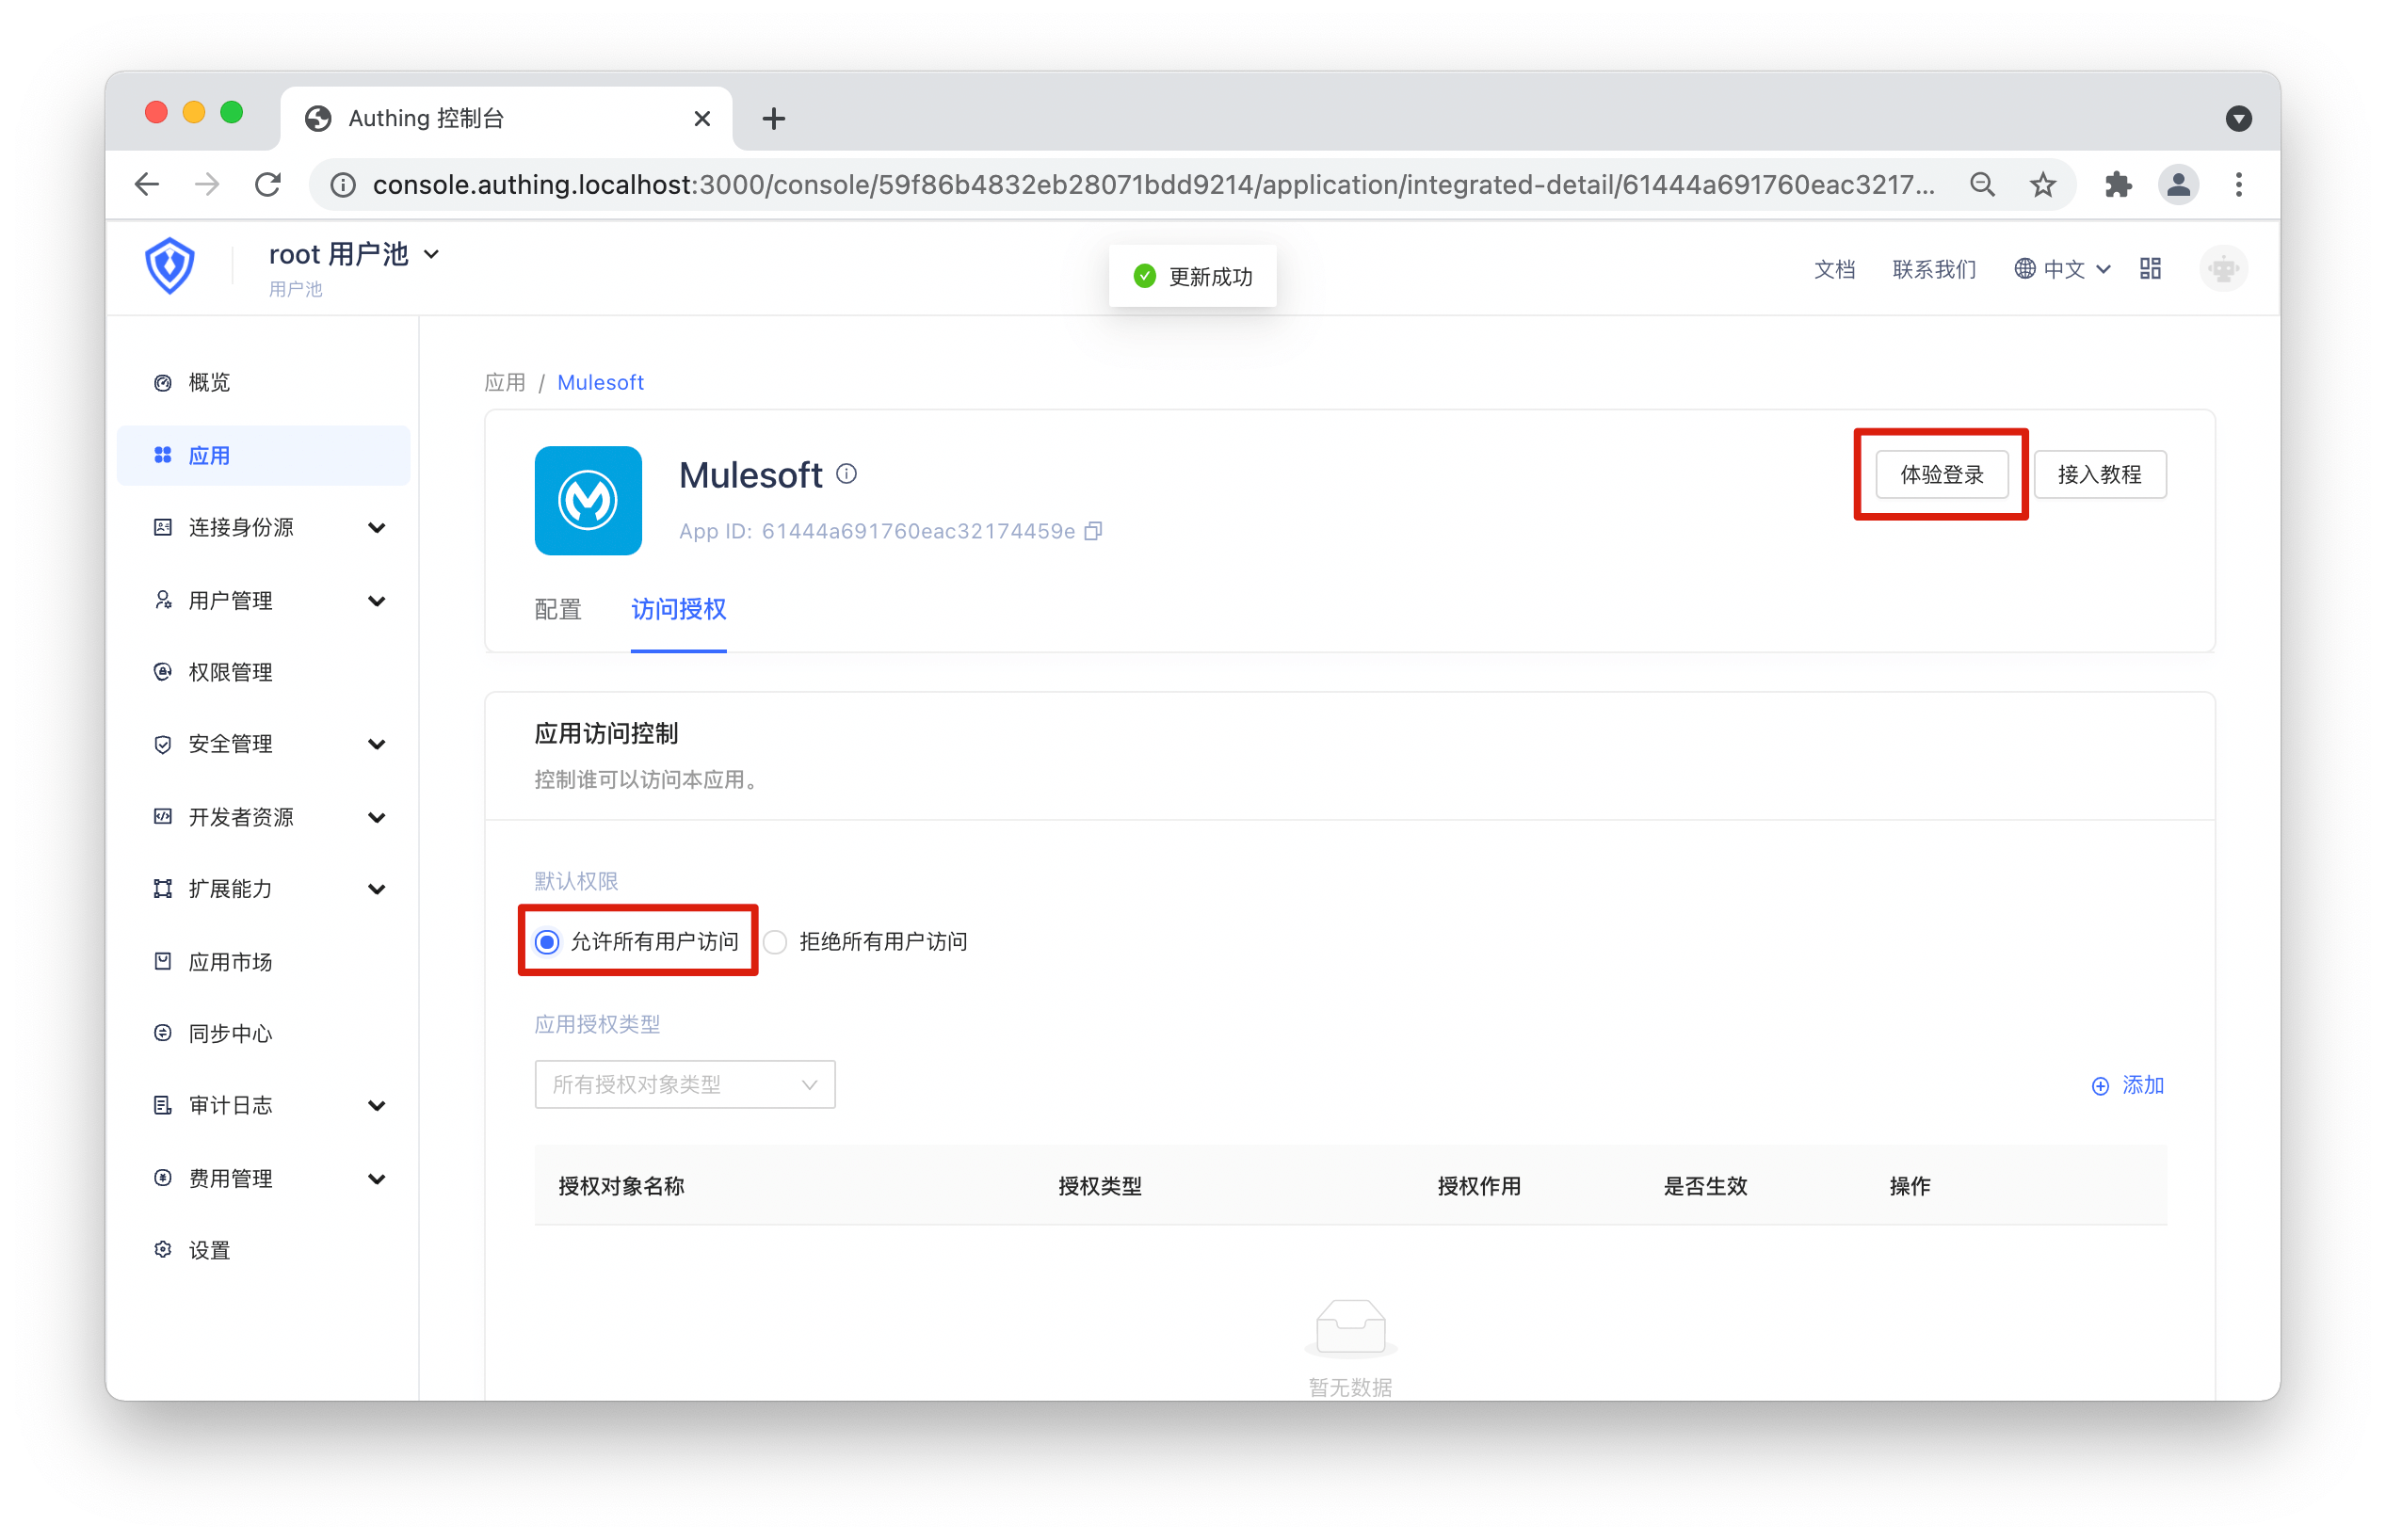 Authing 控制台
console.authing.localhost:3000/console/59f86b4832eb28071bdd9214/application/integrated-detail/61444a691760eac3217...
root 用户池
用户池
更新成功
文档 联系我们 中文
概览
应用
连接身份源
用户管理
权限管理
安全管理
开发者资源
扩展能力
应用市场
同步中心
审计日志
费用管理
设置
应用 / Mulesoft
Mulesoft
体验登录 接入教程
App ID: 61444a691760eac32174459e
配置 访问授权
应用访问控制
控制谁可以访问本应用。
默认权限
允许所有用户访问 拒绝所有用户访问
应用授权类型
所有授权对象类型
添加
授权对象名称 授权类型 授权作用 是否生效 操作
暂无数据